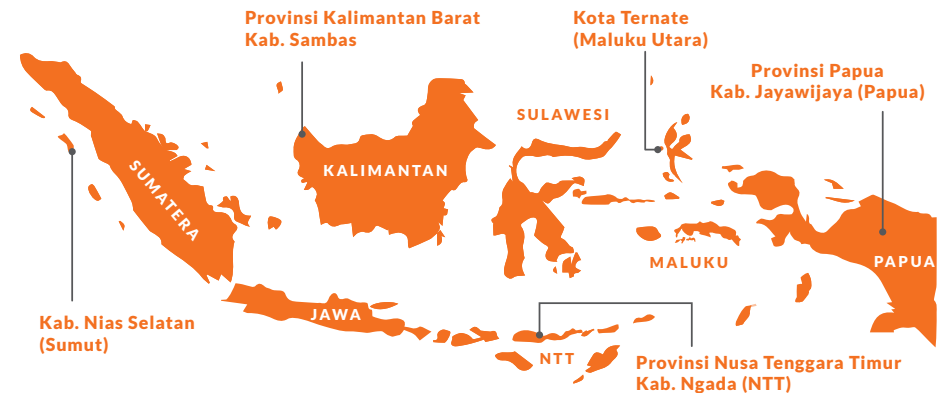 Provinsi Kalimantan Barat
Kab. Sambas
Kota Ternate
(Maluku Utara)
Provinsi Papua
Kab. Jayawijaya (Papua)
SULAWESI
KALIMANTAN
SUMATERA
MALUKU
PAPUA
JAWA
Kab. Nias Selatan
(Sumut)
NTT
Provinsi Nusa Tenggara Timur
Kab. Ngada (NTT)